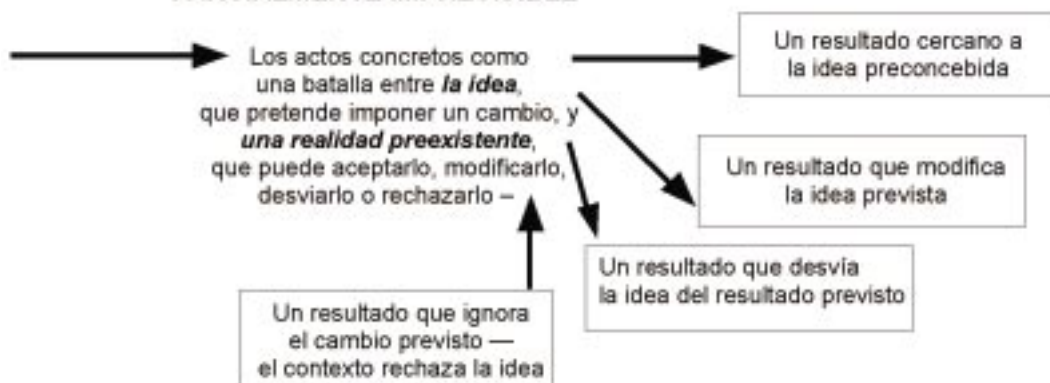 Los actos concretos como
una batalla entre la idea,
que pretende imponer un cambio, y
una realidad preexistente,
que puede aceptarlo, modificarlo,
desviarlo o rechazarlo –
Un resultado cercano a
la idea preconcebida
Un resultado que modifica
la idea prevista
Un resultado que desvía
la idea del resultado previsto
Un resultado que ignora
el cambio previsto —
el contexto rechaza la idea